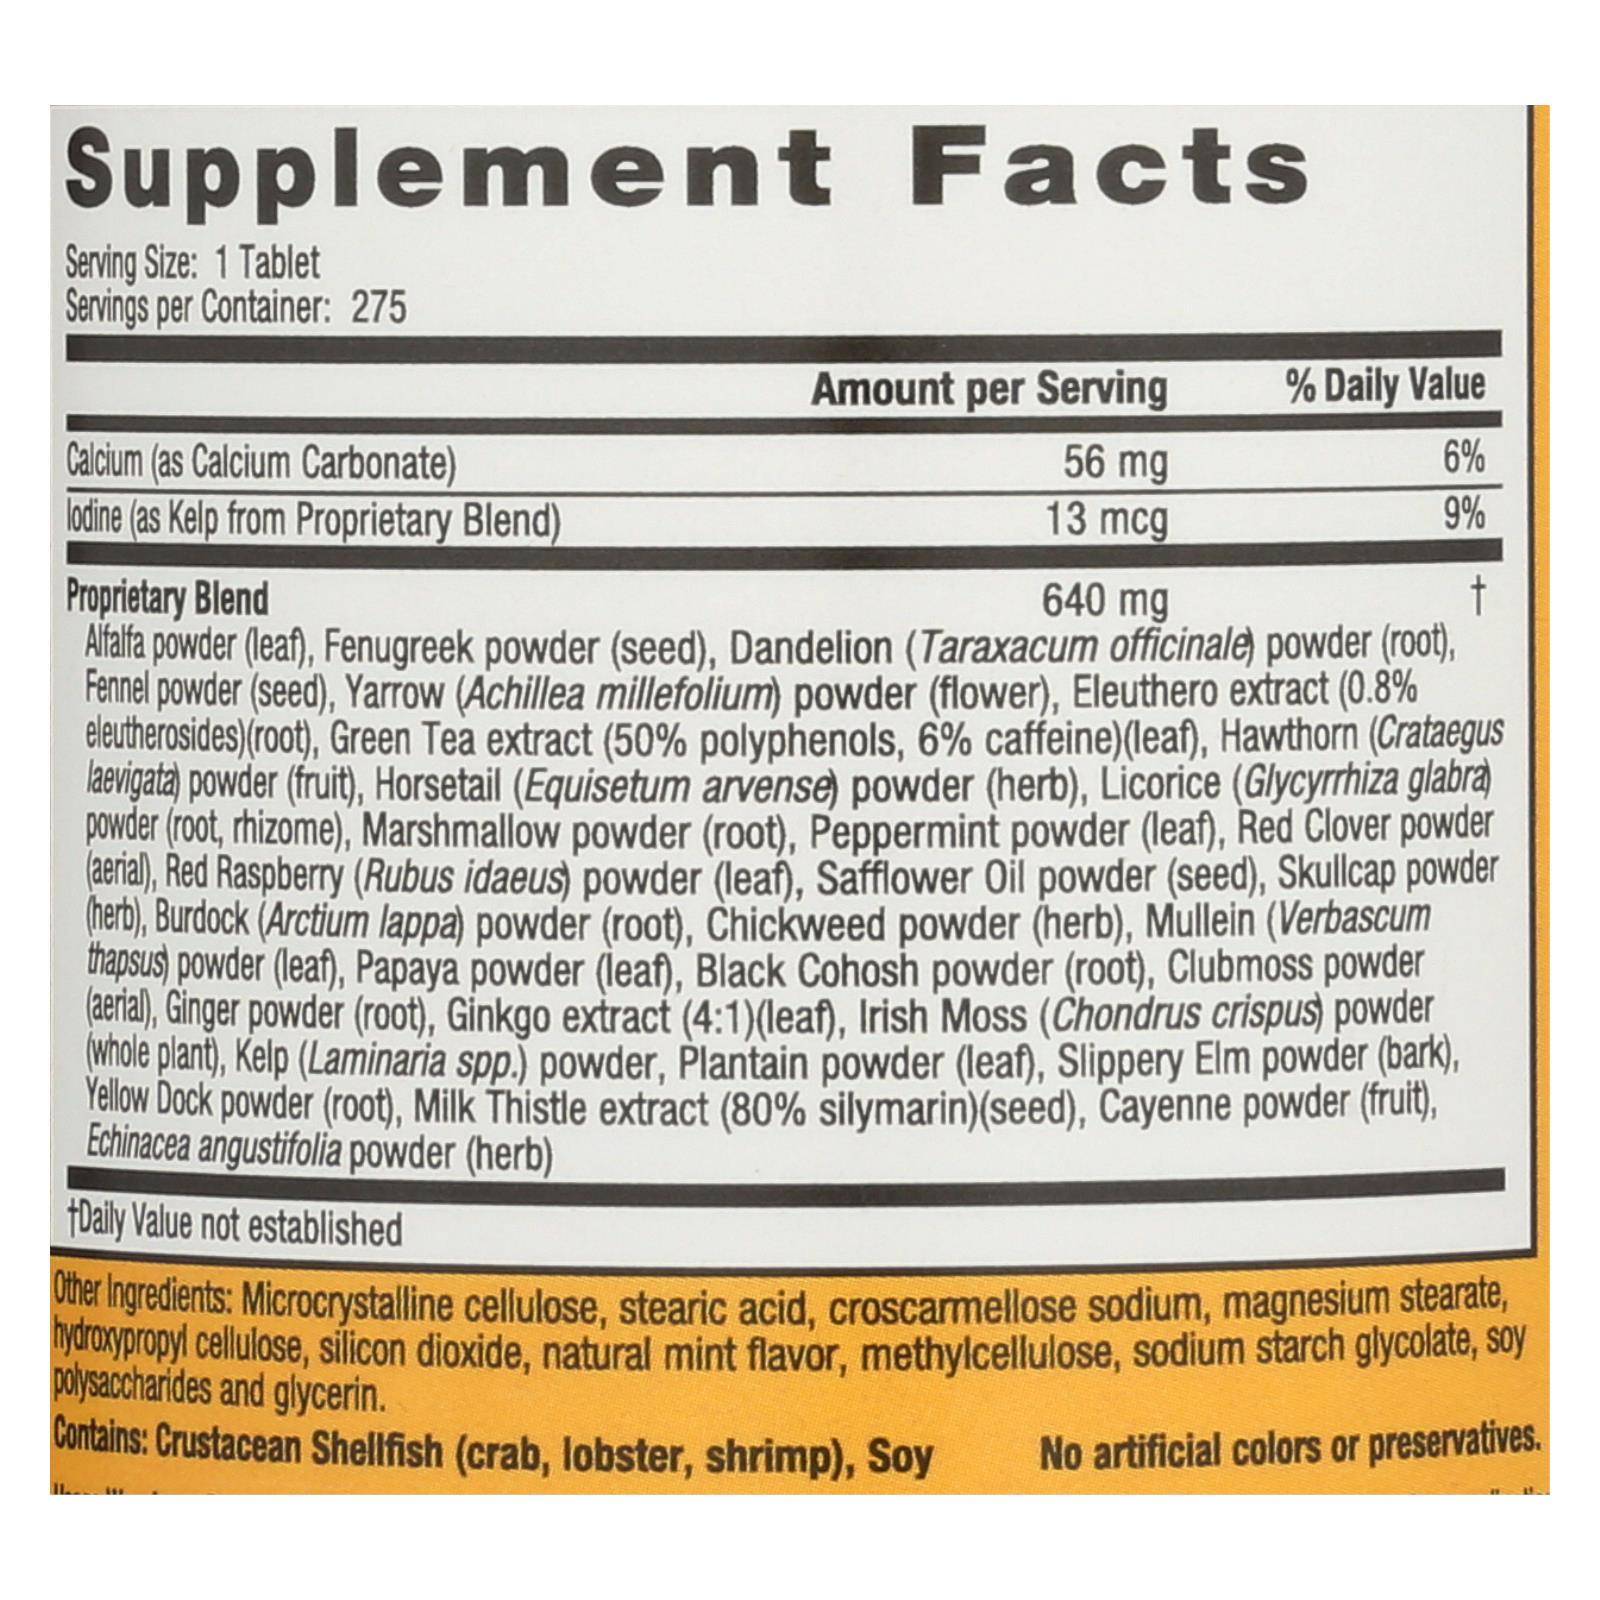 Supplement Facts
Serving Size: 1 Tablet
Servings per Container: 275
Amount per Serving % Daily Value
Calcium (as Calcium Carbonate) 56 mg 6%
Iodine (as Kelp from Proprietary Blend) 13 mcg 9%
Proprietary Blend 640 mg †
Alfalfa powder (leaf), Fenugreek powder (seed), Dandelion (Taraxacum officinale) powder (root),
Fennel powder (seed), Yarrow (Achillea millefolium) powder (flower), Eleuthero extract (0.8%
eleutherosides)(root), Green Tea extract (50% polyphenols, 6% caffeine)(leaf), Hawthorn (Crataegus
laevigata) powder (fruit), Horsetail (Equisetum arvense) powder (herb), Licorice (Glycyrrhiza glabra)
powder (root, rhizome), Marshmallow powder (root), Peppermint powder (leaf), Red Clover powder
(aerial), Red Raspberry (Rubus idaeus) powder (leaf), Safflower Oil powder (seed), Skullcap powder
(herb), Burdock (Arctium lappa) powder (root), Chickweed powder (herb), Mullein (Verbascum
thapsus) powder (leaf), Papaya powder (leaf), Black Cohosh powder (root), Clubmoss powder
(aerial), Ginger powder (root), Ginkgo extract (4:1)(leaf), Irish Moss (Chondrus crispus) powder
(whole plant), Kelp (Laminaria spp.) powder, Plantain powder (leaf), Slippery Elm powder (bark),
Yellow Dock powder (root), Milk Thistle extract (80% silymarin)(seed), Cayenne powder (fruit),
Echinacea angustifolia powder (herb)
†Daily Value not established
Other Ingredients: Microcrystalline cellulose, stearic acid, croscarmellose sodium, magnesium stearate,
hydroxypropyl cellulose, silicon dioxide, natural mint flavor, methylcellulose, sodium starch glycolate, soy
polysaccharides and glycerin.
Contains: Crustacean Shellfish (crab, lobster, shrimp), Soy No artificial colors or preservatives.